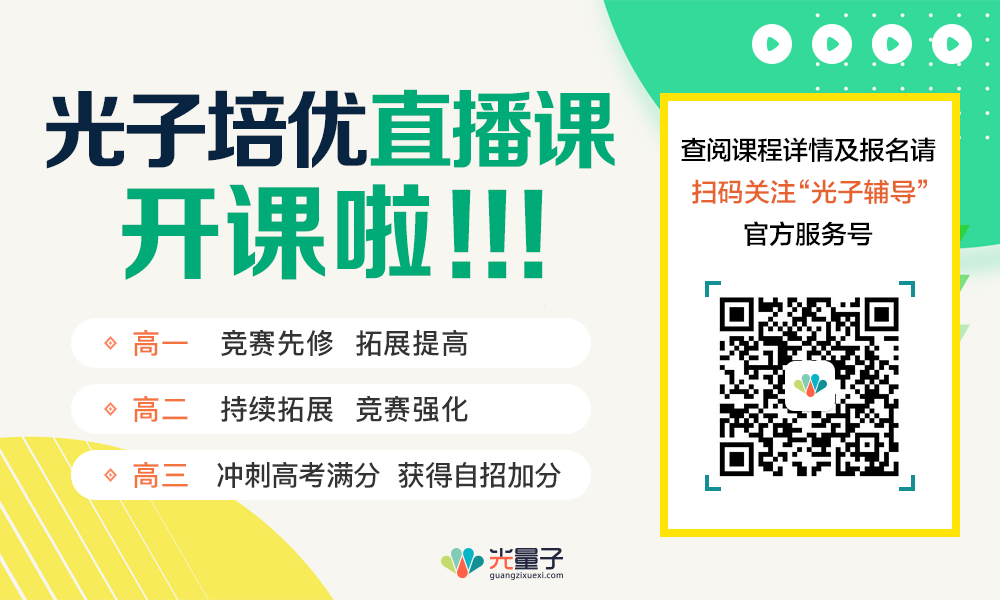 光子培优直播课
开课啦!!!
高一 竞赛先修 拓展提高
高二 持续拓展 竞赛强化
高三 冲刺高考满分 获得自招加分
查阅课程详情及报名请
扫码关注“光子辅导”
官方服务号
光量子
guangzixuexi.com